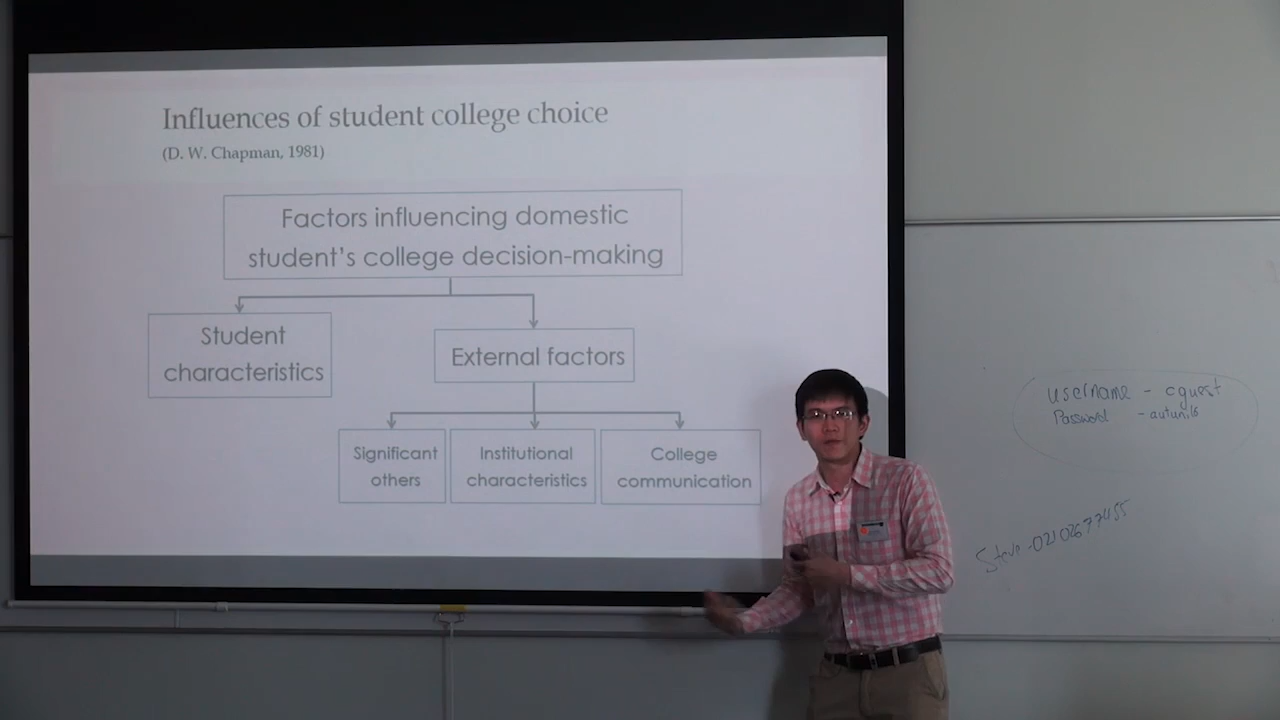 Influences of student college choice
(D. W. Chapman, 1981)
Factors influencing domestic
student's college decision-making
Student
characteristics
External factors
Significant
others
Institutional
characteristics
College
communication
username - cguest
Password -
Steve -